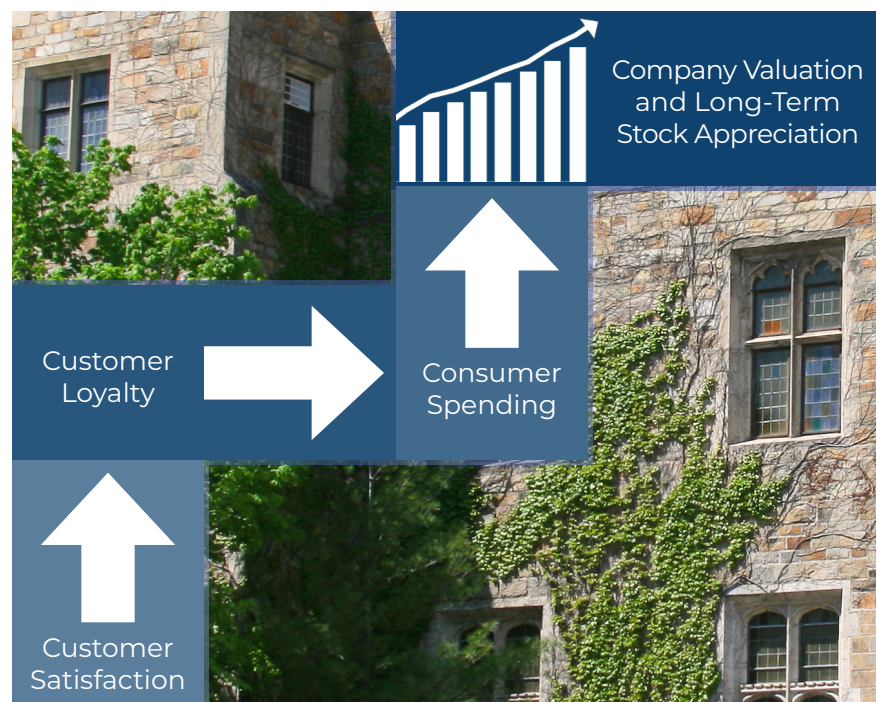 Company Valuation
and Long-Term
Stock Appreciation
Customer
Loyalty
Consumer
Spending
Customer
Satisfaction